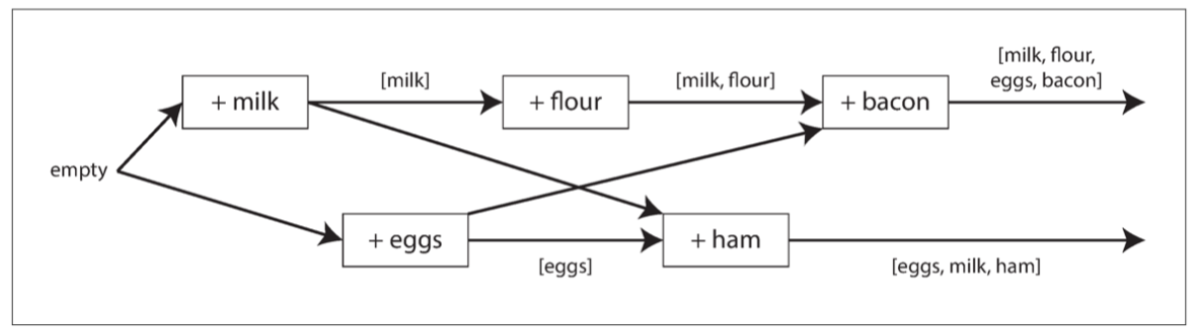 [milk, flour,
eggs, bacon]
[milk]
[milk, flour]
+ milk
+ flour
+ bacon
empty
+ eggs
+ ham
[eggs]
[eggs, milk, ham]